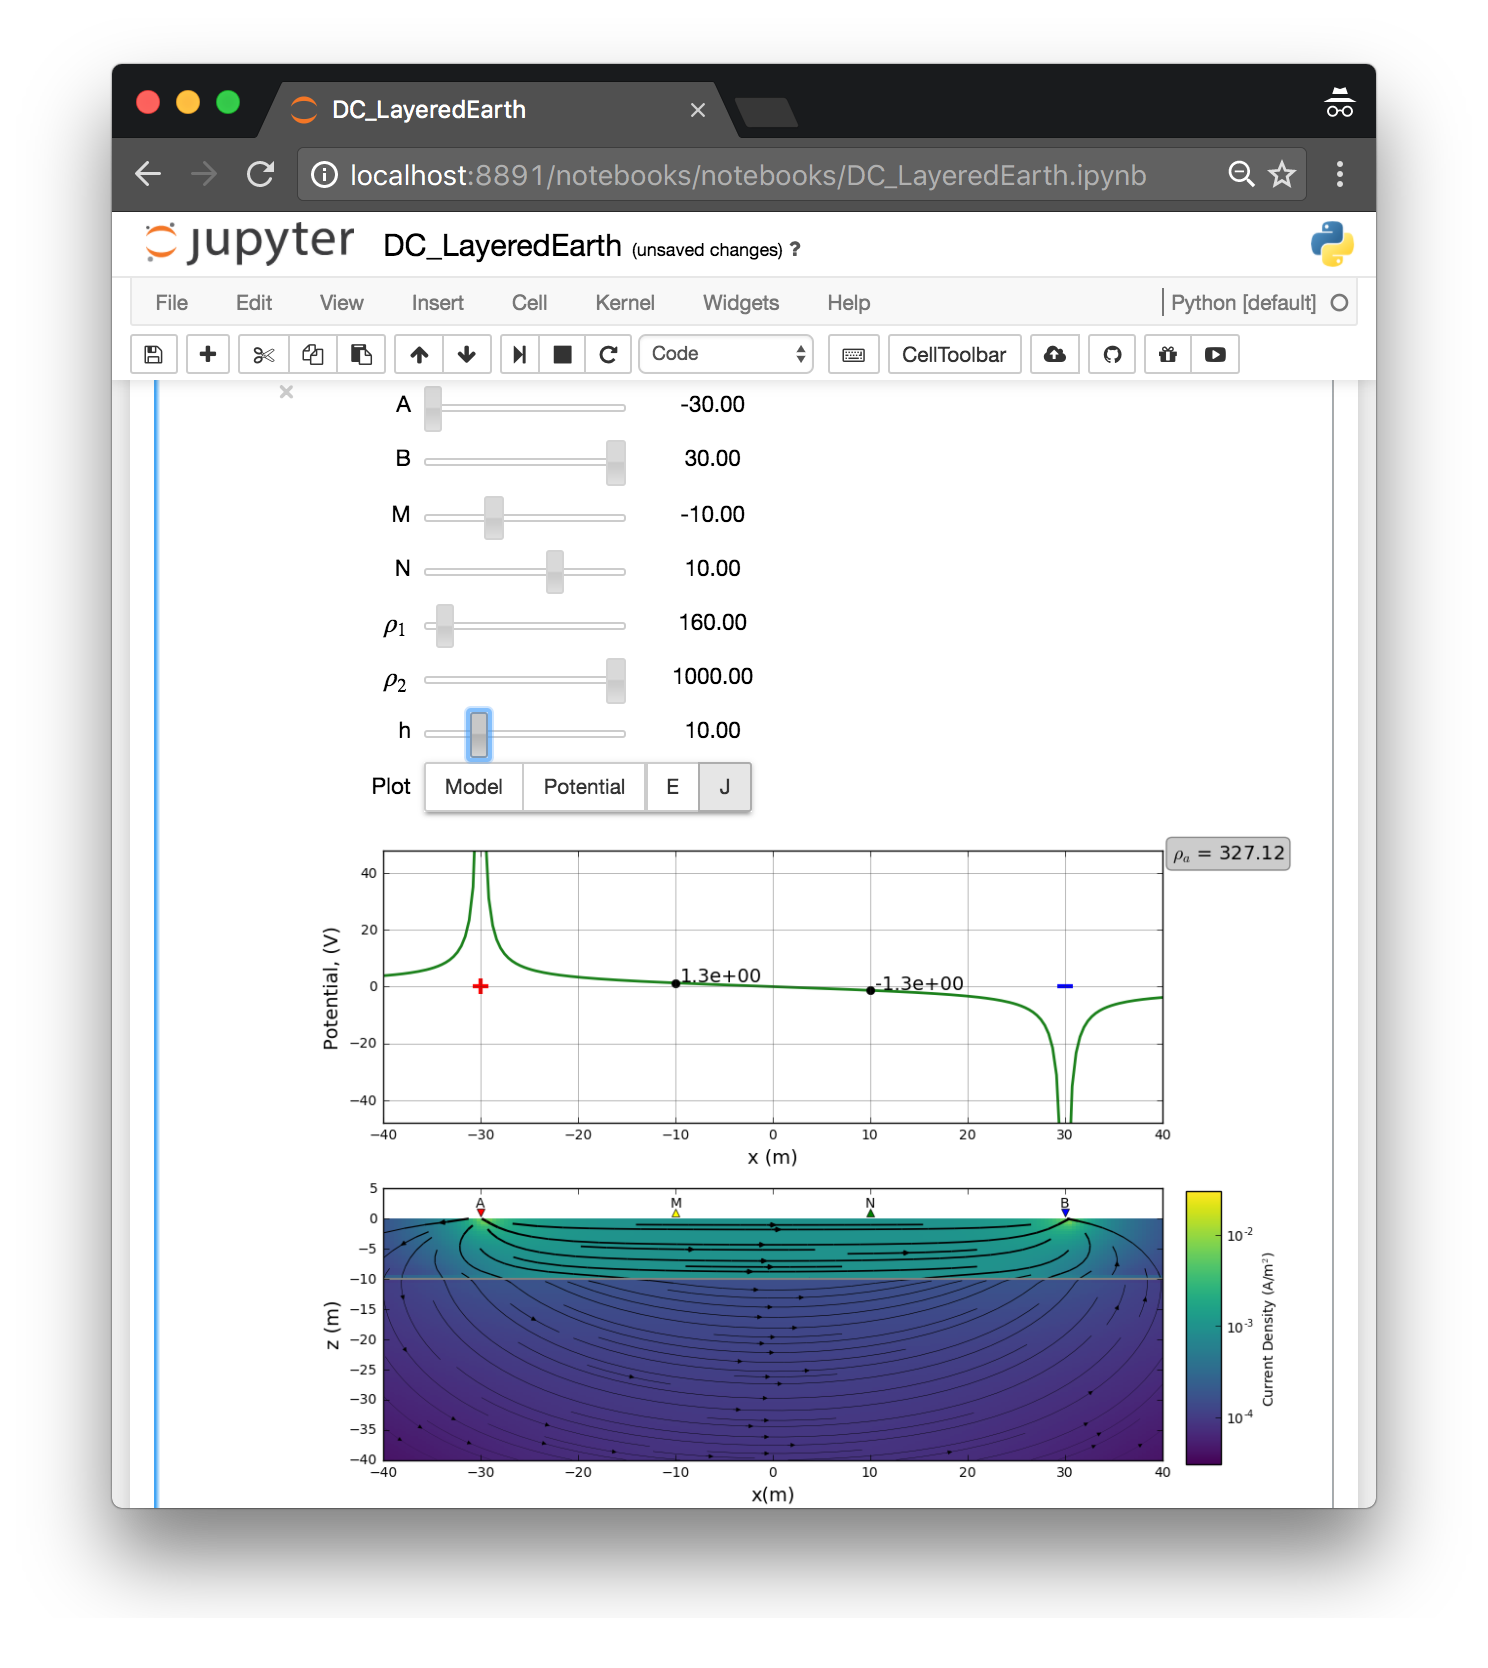 DC_LayeredEarth
localhost:8891/notebooks/notebooks/DC_LayeredEarth.ipynb
jupyter DC_LayeredEarth (unsaved changes) ?
File Edit View Insert Cell Kernel Widgets Help Python [default]
Code CellToolbar
A -30.00
B 30.00
M -10.00
N 10.00
ρ1 160.00
ρ2 1000.00
h 10.00
Plot Model Potential E J
ρa = 327.12
40
20
0
−20
−40
Potential, (V)
1.3e+00
-1.3e+00
−40 −30 −20 −10 0 10 20 30 40
x (m)
A M N B
5
0
−5
−10
−15
−20
−25
−30
−35
−40
z (m)
−40 −30 −20 −10 0 10 20 30 40
x(m)
10-2
10-3
10-4
Current Density (A/m²)